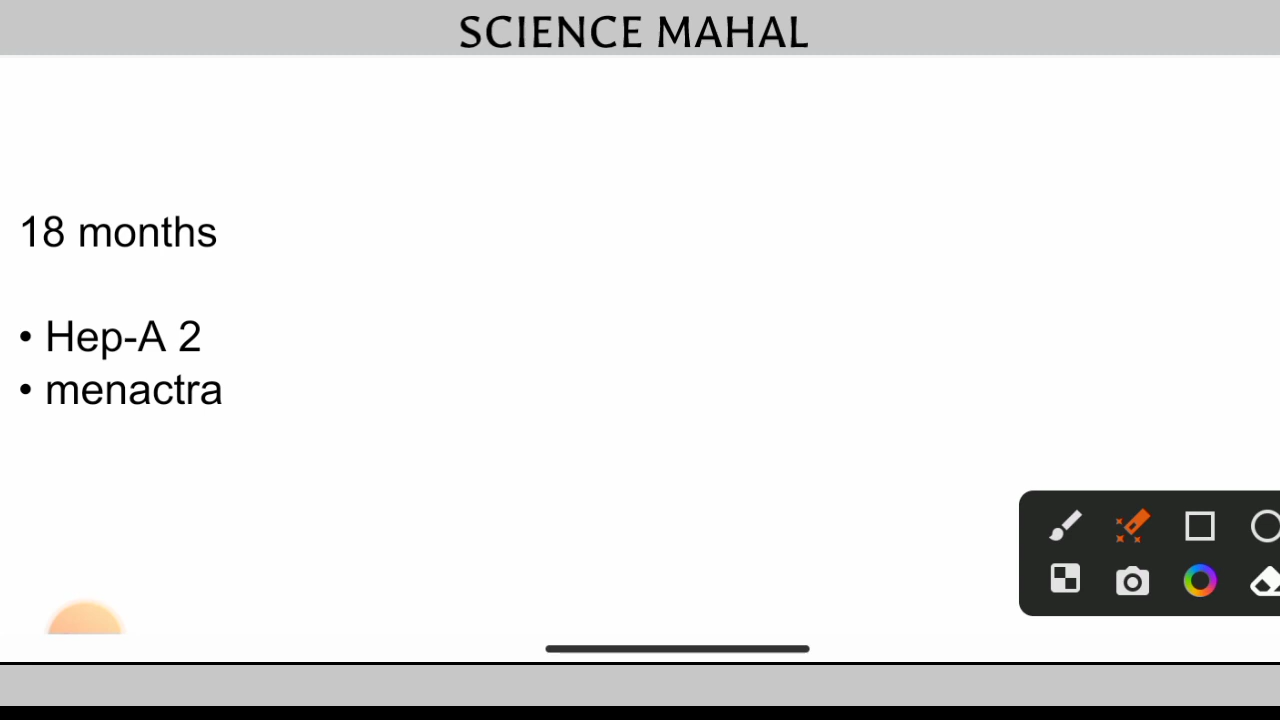 SCIENCE MAHAL
18 months
• Hep-A 2
• menactra